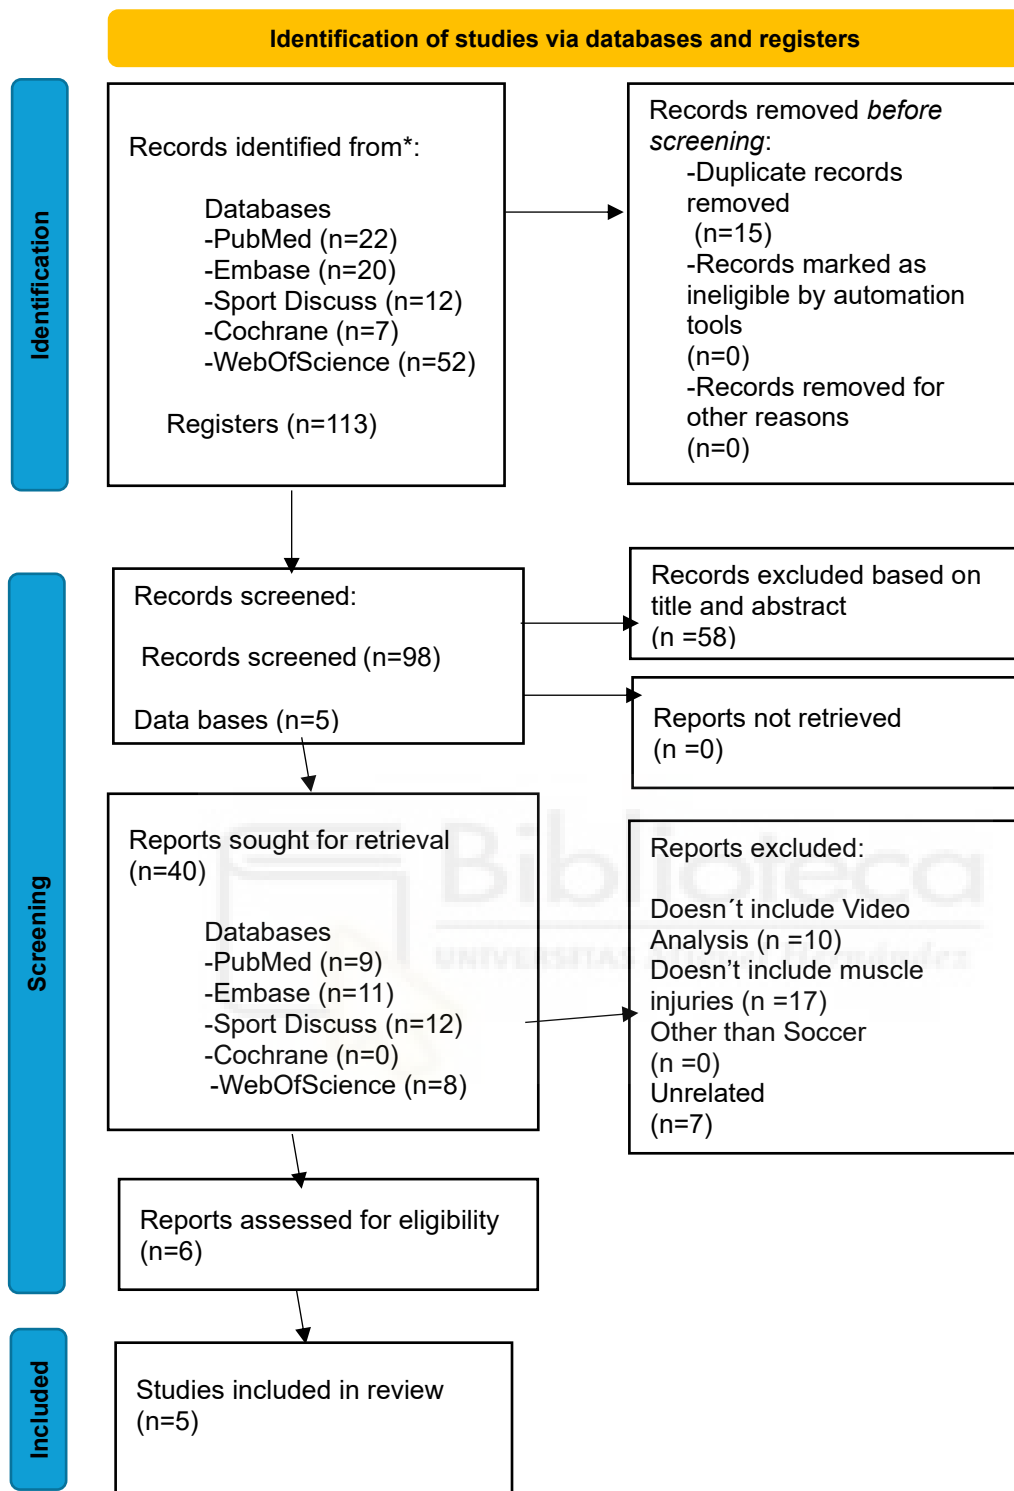 Identification of studies via databases and registers
Identification
Records identified from*:
Databases
-PubMed (n=22)
-Embase (n=20)
-Sport Discuss (n=12)
-Cochrane (n=7)
-WebOfScience (n=52)
Registers (n=113)
Records removed before
screening:
-Duplicate records
removed
(n=15)
-Records marked as
ineligible by automation
tools
(n=0)
-Records removed for
other reasons
(n=0)
Screening
Records screened:
Records screened (n=98)
Data bases (n=5)
Records excluded based on
title and abstract
(n =58)
Reports not retrieved
(n =0)
Reports sought for retrieval
(n=40)
Databases
-PubMed (n=9)
-Embase (n=11)
-Sport Discuss (n=12)
-Cochrane (n=0)
-WebOfScience (n=8)
Reports excluded:
Doesn´t include Video
Analysis (n =10)
Doesn’t include muscle
injuries (n =17)
Other than Soccer
(n =0)
Unrelated
(n=7)
Biblioteca
UNIVERSITAS Miguel Hernández
Reports assessed for eligibility
(n=6)
Included
Studies included in review
(n=5)